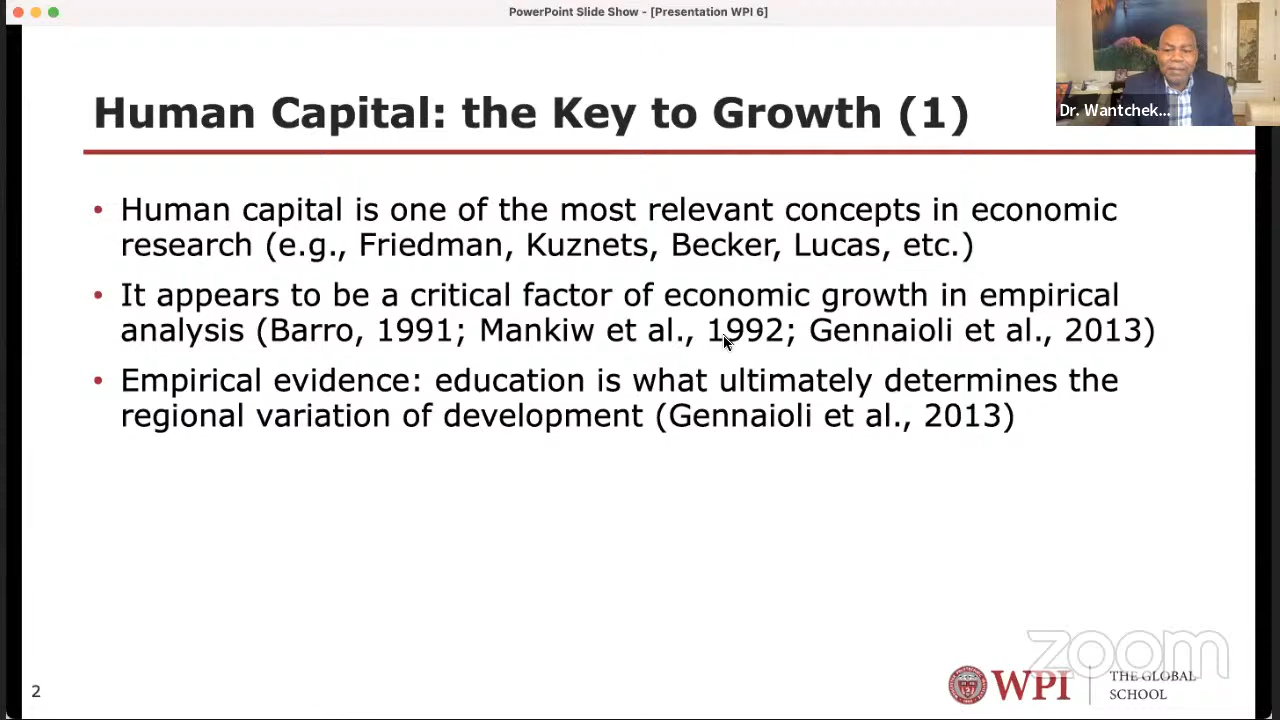 PowerPoint Slide Show - [Presentation WPI 6]
Dr. Wantchek...
Human Capital: the Key to Growth (1)
• Human capital is one of the most relevant concepts in economic
research (e.g., Friedman, Kuznets, Becker, Lucas, etc.)
• It appears to be a critical factor of economic growth in empirical
analysis (Barro, 1991; Mankiw et al., 1992; Gennaioli et al., 2013)
• Empirical evidence: education is what ultimately determines the
regional variation of development (Gennaioli et al., 2013)
zoom
2
WPI
THE GLOBAL
SCHOOL